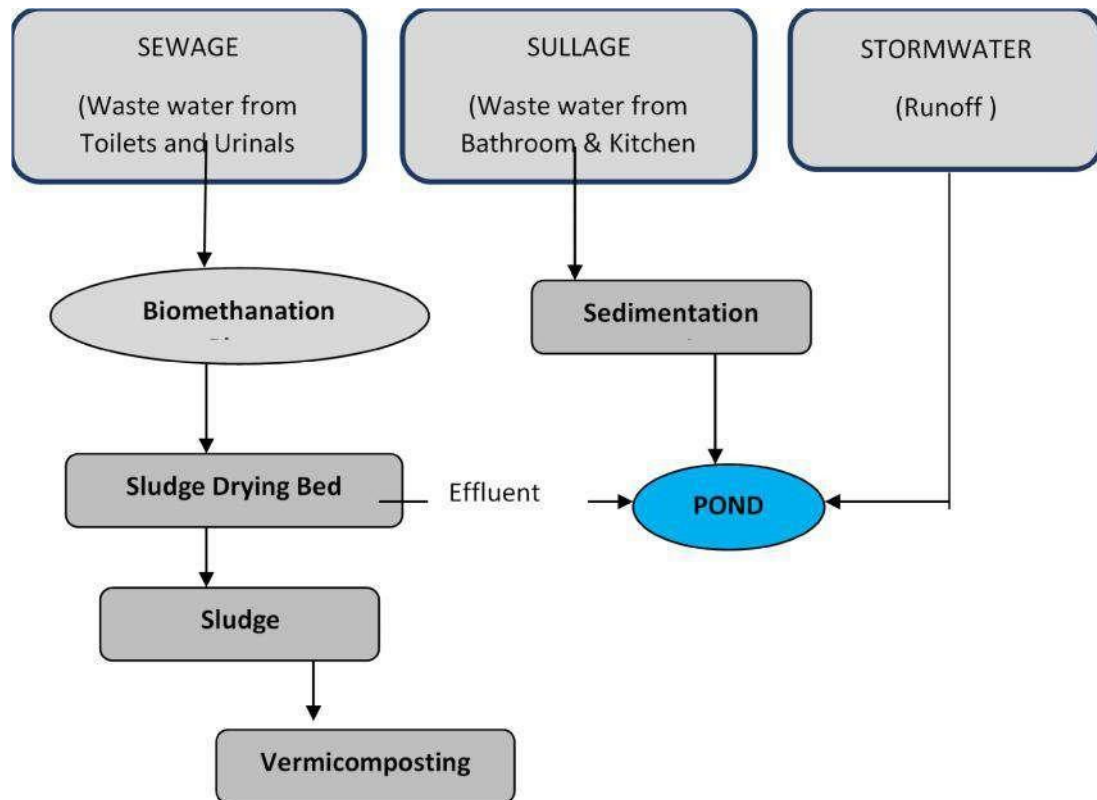 SEWAGE
(Waste water from
Toilets and Urinals
SULLAGE
(Waste water from
Bathroom & Kitchen
STORMWATER
(Runoff )
Biomethanation
Sedimentation
Sludge Drying Bed
Effluent
POND
Sludge
Vermicomposting